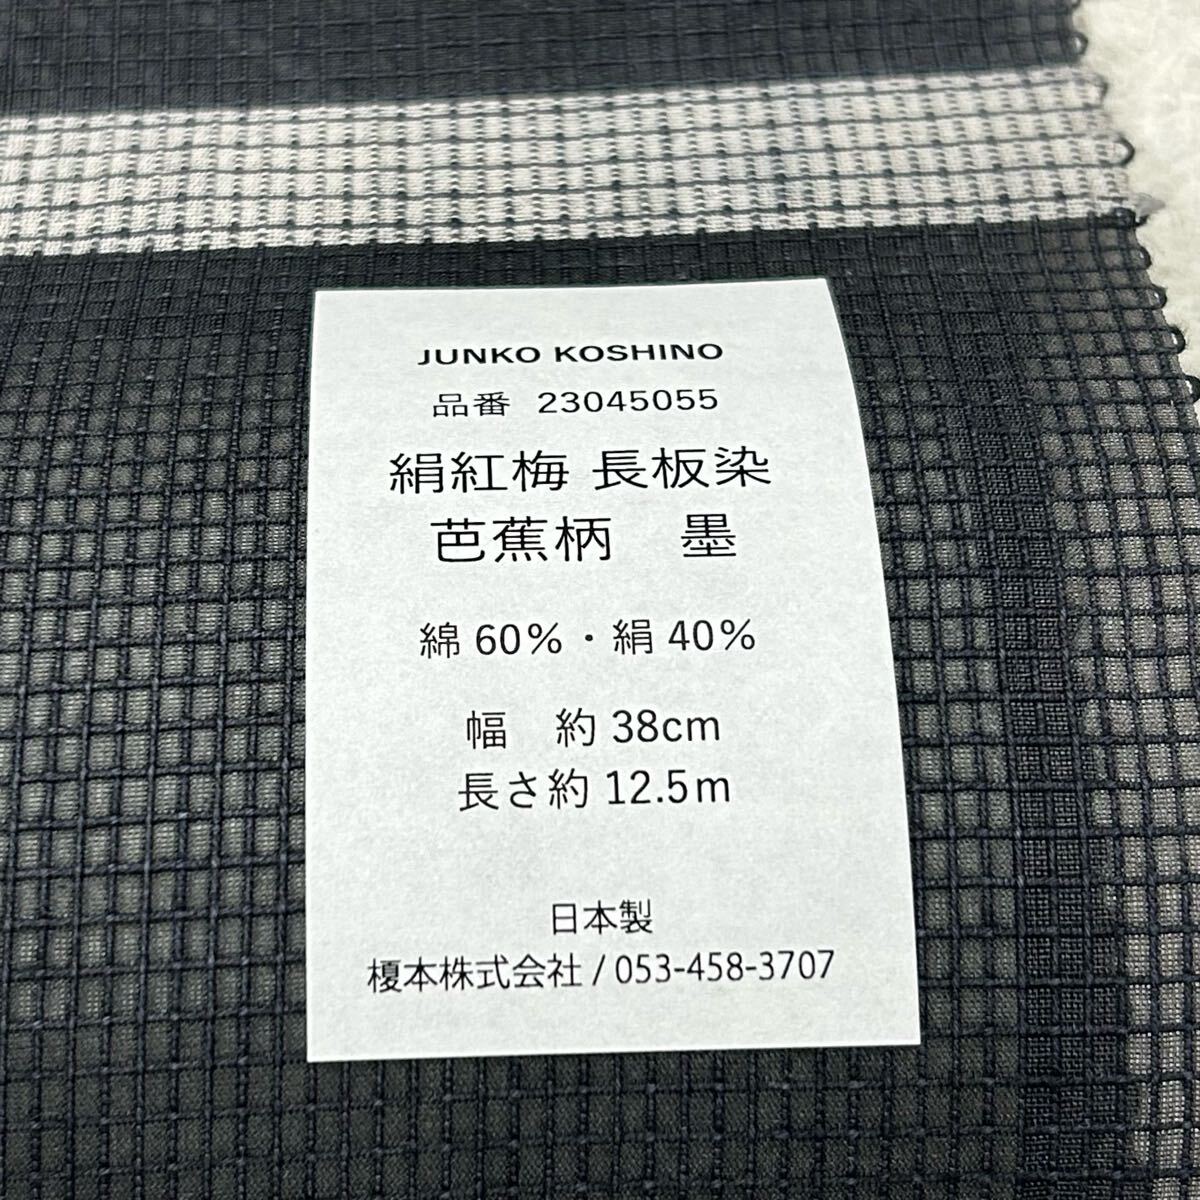 JUNKO KOSHINO
品番 23045055
絹紅梅 長板染
芭蕉柄　墨
綿 60%・絹 40%
幅　約 38cm
長さ約 12.5m
日本製
榎本株式会社 / 053-458-3707